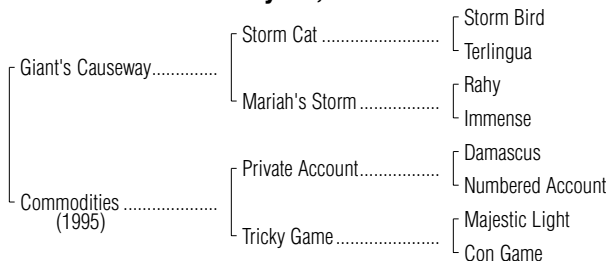 Storm Bird
Storm Cat ........................
Terlingua
Giant's Causeway..............
Rahy
Mariah's Storm .................
Immense
Damascus
Private Account.................
Numbered Account
Commodities ....................
(1995)
Majestic Light
Tricky Game ......................
Con Game